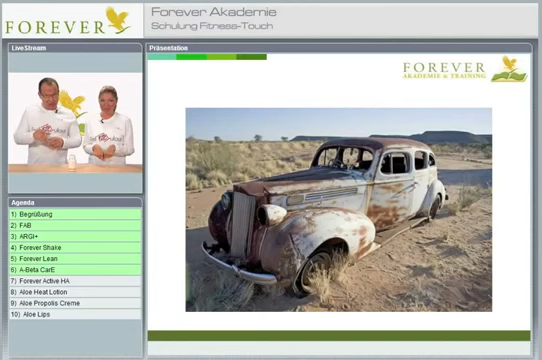 FOREVER
Forever Akademie
Schulung Fitness-Touch
LiveStream
Präsentation
FOREVER
AKADEMIE & TRAINING
Agenda
1) Begrüßung
2) FAB
3) ARGI+
4) Forever Shake
5) Forever Lean
6) A-Beta CarE
7) Forever Active HA
8) Aloe Heat Lotion
9) Aloe Propolis Creme
10) Aloe Lips